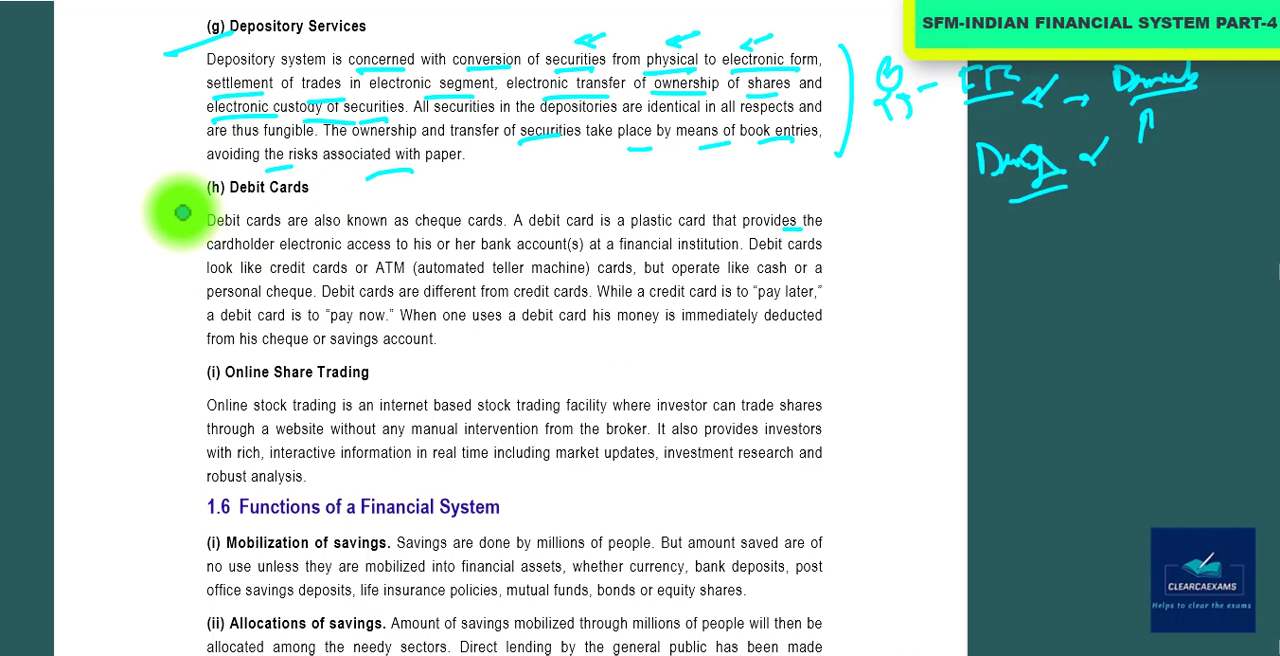 (g) Depository Services
SFM-INDIAN FINANCIAL SYSTEM PART-4
Depository system is concerned with conversion of securities from physical to electronic form,
settlement of trades in electronic segment, electronic transfer of ownership of shares and
electronic custody of securities. All securities in the depositories are identical in all respects and
are thus fungible. The ownership and transfer of securities take place by means of book entries,
avoiding the risks associated with paper.
(h) Debit Cards
Debit cards are also known as cheque cards. A debit card is a plastic card that provides the
cardholder electronic access to his or her bank account(s) at a financial institution. Debit cards
look like credit cards or ATM (automated teller machine) cards, but operate like cash or a
personal cheque. Debit cards are different from credit cards. While a credit card is to “pay later,”
a debit card is to “pay now.” When one uses a debit card his money is immediately deducted
from his cheque or savings account.
(i) Online Share Trading
Online stock trading is an internet based stock trading facility where investor can trade shares
through a website without any manual intervention from the broker. It also provides investors
with rich, interactive information in real time including market updates, investment research and
robust analysis.
1.6 Functions of a Financial System
(i) Mobilization of savings. Savings are done by millions of people. But amount saved are of
no use unless they are mobilized into financial assets, whether currency, bank deposits, post
office savings deposits, life insurance policies, mutual funds, bonds or equity shares.
(ii) Allocations of savings. Amount of savings mobilized through millions of people will then be
allocated among the needy sectors. Direct lending by the general public has been made
CLEARCAEXAMS
Helps to clear the exams